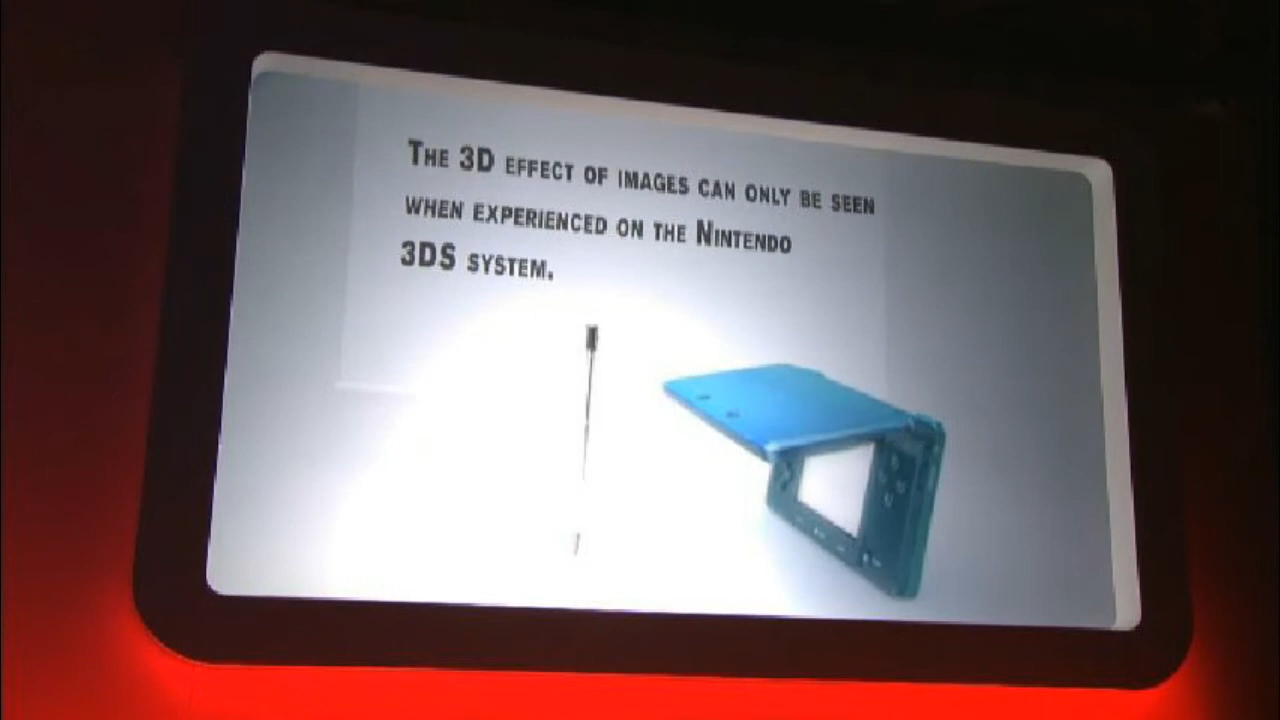 The 3D effect of images can only be seen
when experienced on the Nintendo
3DS system.